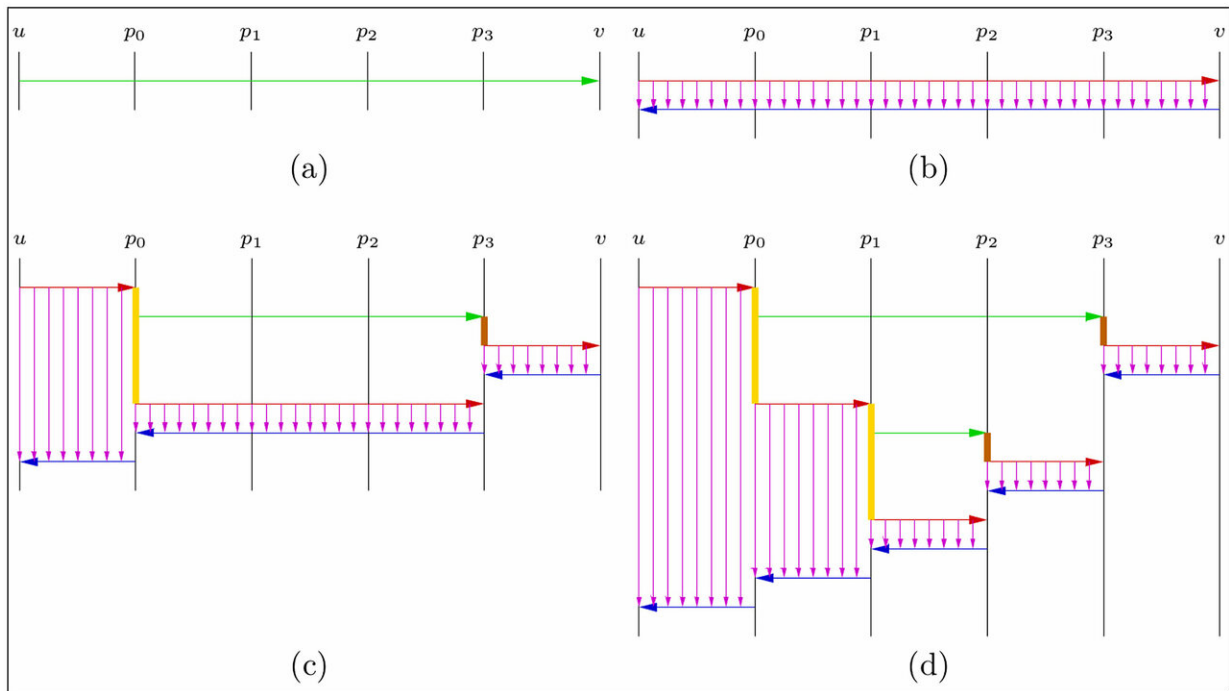 u p₀ p₁ p₂ p₃ v
u p₀ p₁ p₂ p₃ v
(a)
(b)
u p₀ p₁ p₂ p₃ v
u p₀ p₁ p₂ p₃ v
(c)
(d)